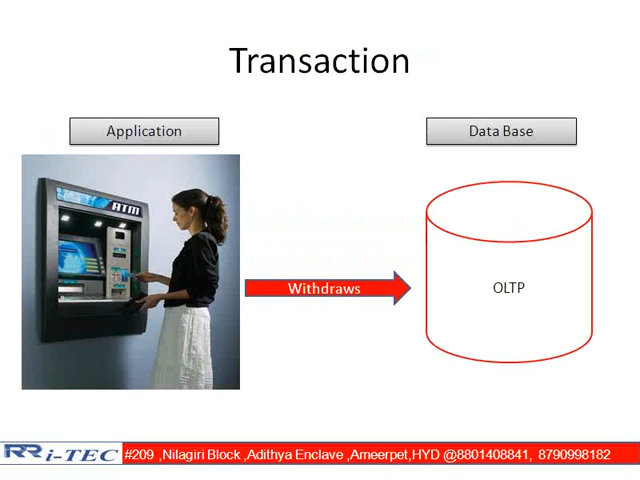 Transaction
Application
Data Base
ATM
Withdraws
OLTP
RR i-TEC
#209 ,Nilagiri Block ,Adithya Enclave ,Ameerpet,HYD @8801408841, 8790998182